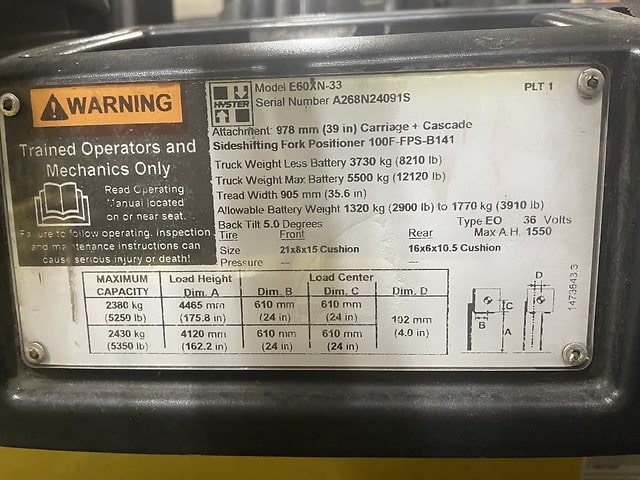 WARNING
Trained Operators and
Mechanics Only
Read Operating
Manual located
on or near seat.
Failure to follow operating, inspection
and maintenance instructions can
cause serious injury or death!
HYSTER
Model E60XN-33
Serial Number A268N24091S
PLT 1
Attachment: 978 mm (39 in) Carriage + Cascade
Sideshifting Fork Positioner 100F-FPS-B141
Truck Weight Less Battery 3730 kg (8210 lb)
Truck Weight Max Battery 5500 kg (12120 lb)
Tread Width 905 mm (35.6 in)
Allowable Battery Weight 1320 kg (2900 lb) to 1770 kg (3910 lb)
Back Tilt 5.0 Degrees Type EO 36 Volts
Tire Front Rear Max A.H. 1550
Size 21x8x15 Cushion 16x6x10.5 Cushion
Pressure — —
MAXIMUM CAPACITY Load Height Dim. A Load Center Dim. B Dim. C Dim. D
2380 kg 4465 mm 610 mm 610 mm
(5250 lb) (175.8 in) (24 in) (24 in)
102 mm
(4.0 in)
2430 kg 4120 mm 610 mm 610 mm
(5350 lb) (162.2 in) (24 in) (24 in)
D
C
B
A
1479843.3